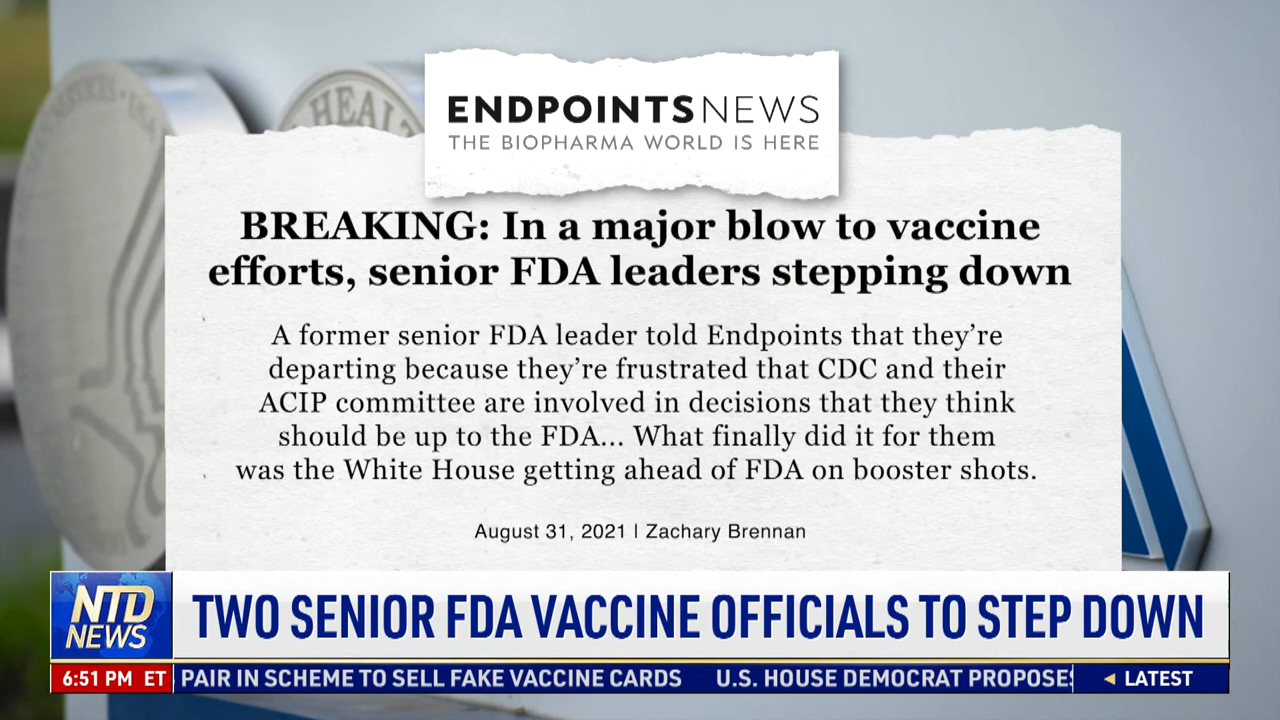 HEAL
ENDPOINTS NEWS
THE BIOPHARMA WORLD IS HERE
BREAKING: In a major blow to vaccine
efforts, senior FDA leaders stepping down
A former senior FDA leader told Endpoints that they’re
departing because they’re frustrated that CDC and their
ACIP committee are involved in decisions that they think
should be up to the FDA... What finally did it for them
was the White House getting ahead of FDA on booster shots.
August 31, 2021 | Zachary Brennan
NTD
NEWS
TWO SENIOR FDA VACCINE OFFICIALS TO STEP DOWN
6:51 PM ET
PAIR IN SCHEME TO SELL FAKE VACCINE CARDS U.S. HOUSE DEMOCRAT PROPOSES
◄ LATEST